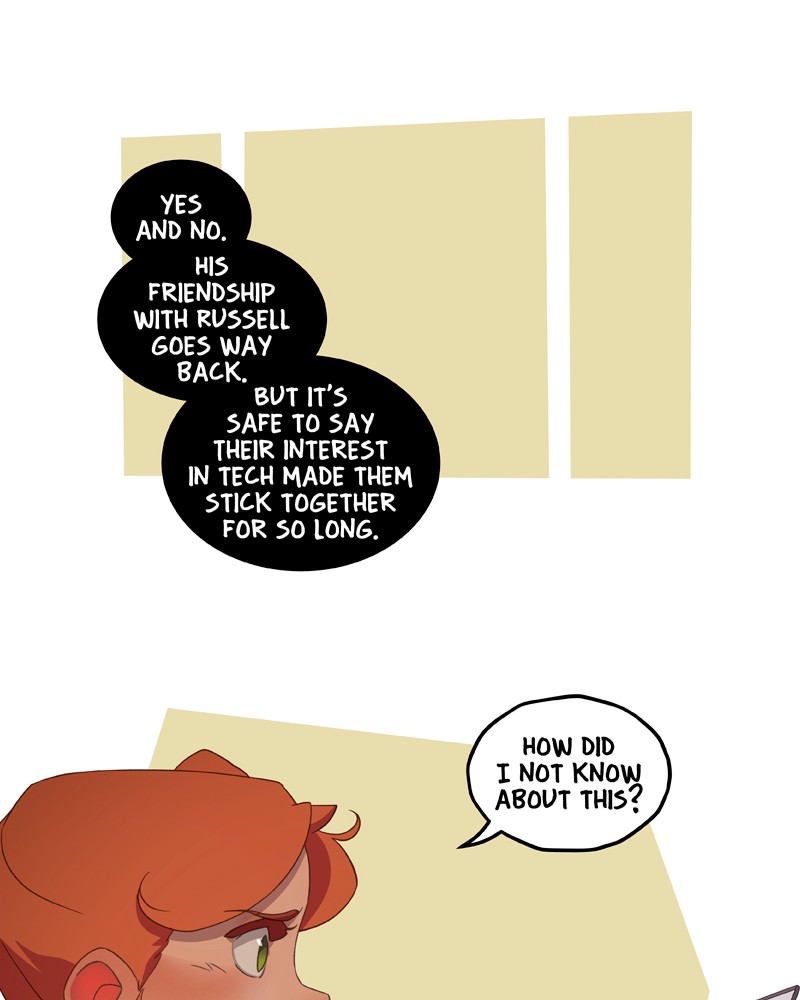 YES
AND NO.
HIS
FRIENDSHIP
WITH RUSSELL
GOES WAY
BACK.
BUT IT'S
SAFE TO SAY
THEIR INTEREST
IN TECH MADE THEM
STICK TOGETHER
FOR SO LONG.
HOW DID
I NOT KNOW
ABOUT THIS?